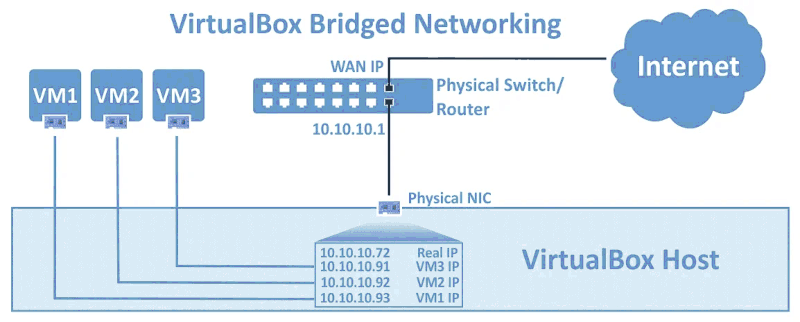 VirtualBox Bridged Networking
WAN IP
Internet
VM1 VM2 VM3
Physical Switch/
Router
10.10.10.1
Physical NIC
10.10.10.72 Real IP
10.10.10.91 VM3 IP
10.10.10.92 VM2 IP
10.10.10.93 VM1 IP
VirtualBox Host